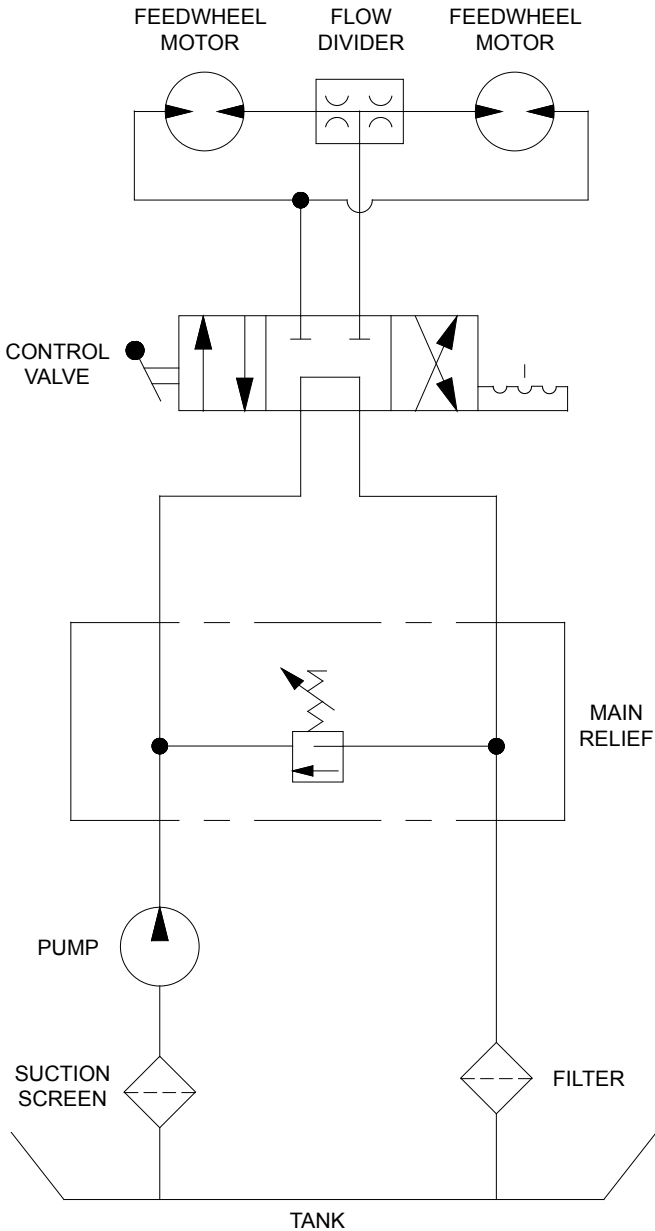 FEEDWHEEL
MOTOR
FLOW
DIVIDER
FEEDWHEEL
MOTOR
CONTROL
VALVE
MAIN
RELIEF
PUMP
SUCTION
SCREEN
FILTER
TANK